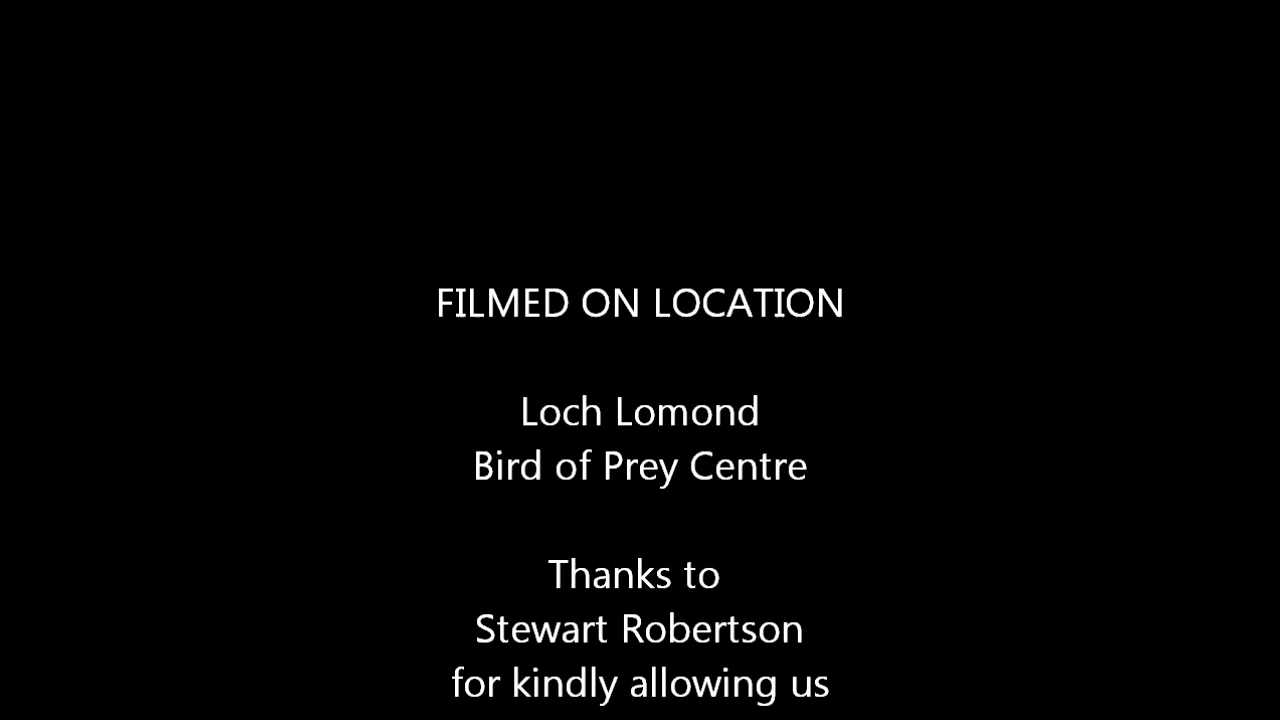 FILMED ON LOCATION
Loch Lomond
Bird of Prey Centre
Thanks to
Stewart Robertson
for kindly allowing us